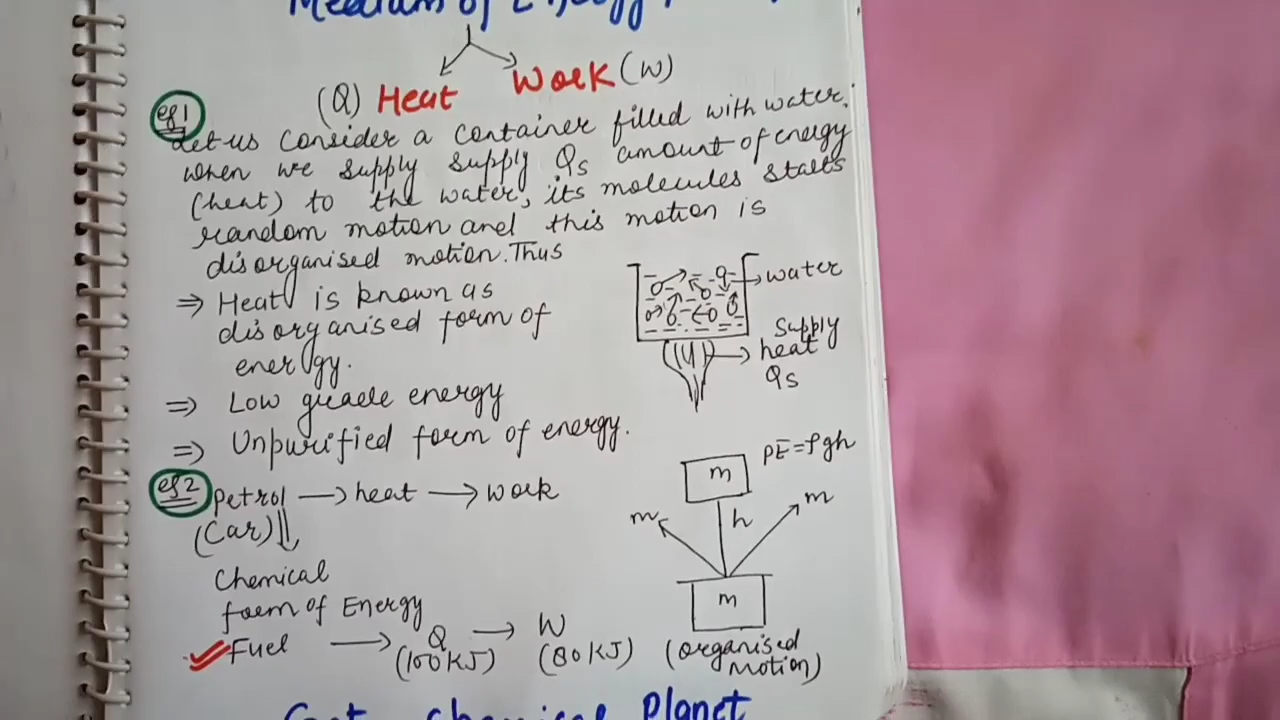 Medium of Energy
(Q) Heat Work (W)
eg1
Let us consider a container filled with water.
when we supply supply Qs amount of energy
(heat) to the water, its molecules starts
random motion and this motion is
disorganised motion. Thus
⇒ Heat is known as
disorganised form of
energy.
⇒ Low grade energy
⇒ Unpurified form of energy.
water
supply
heat
Qs
eg2
Petrol → heat → work
(Car)
Chemical
form of Energy
Fuel → Q → W
(100KJ) (80KJ)
PE=ρgh
m
m m
h
m
(organised
motion)
Chemical Planet